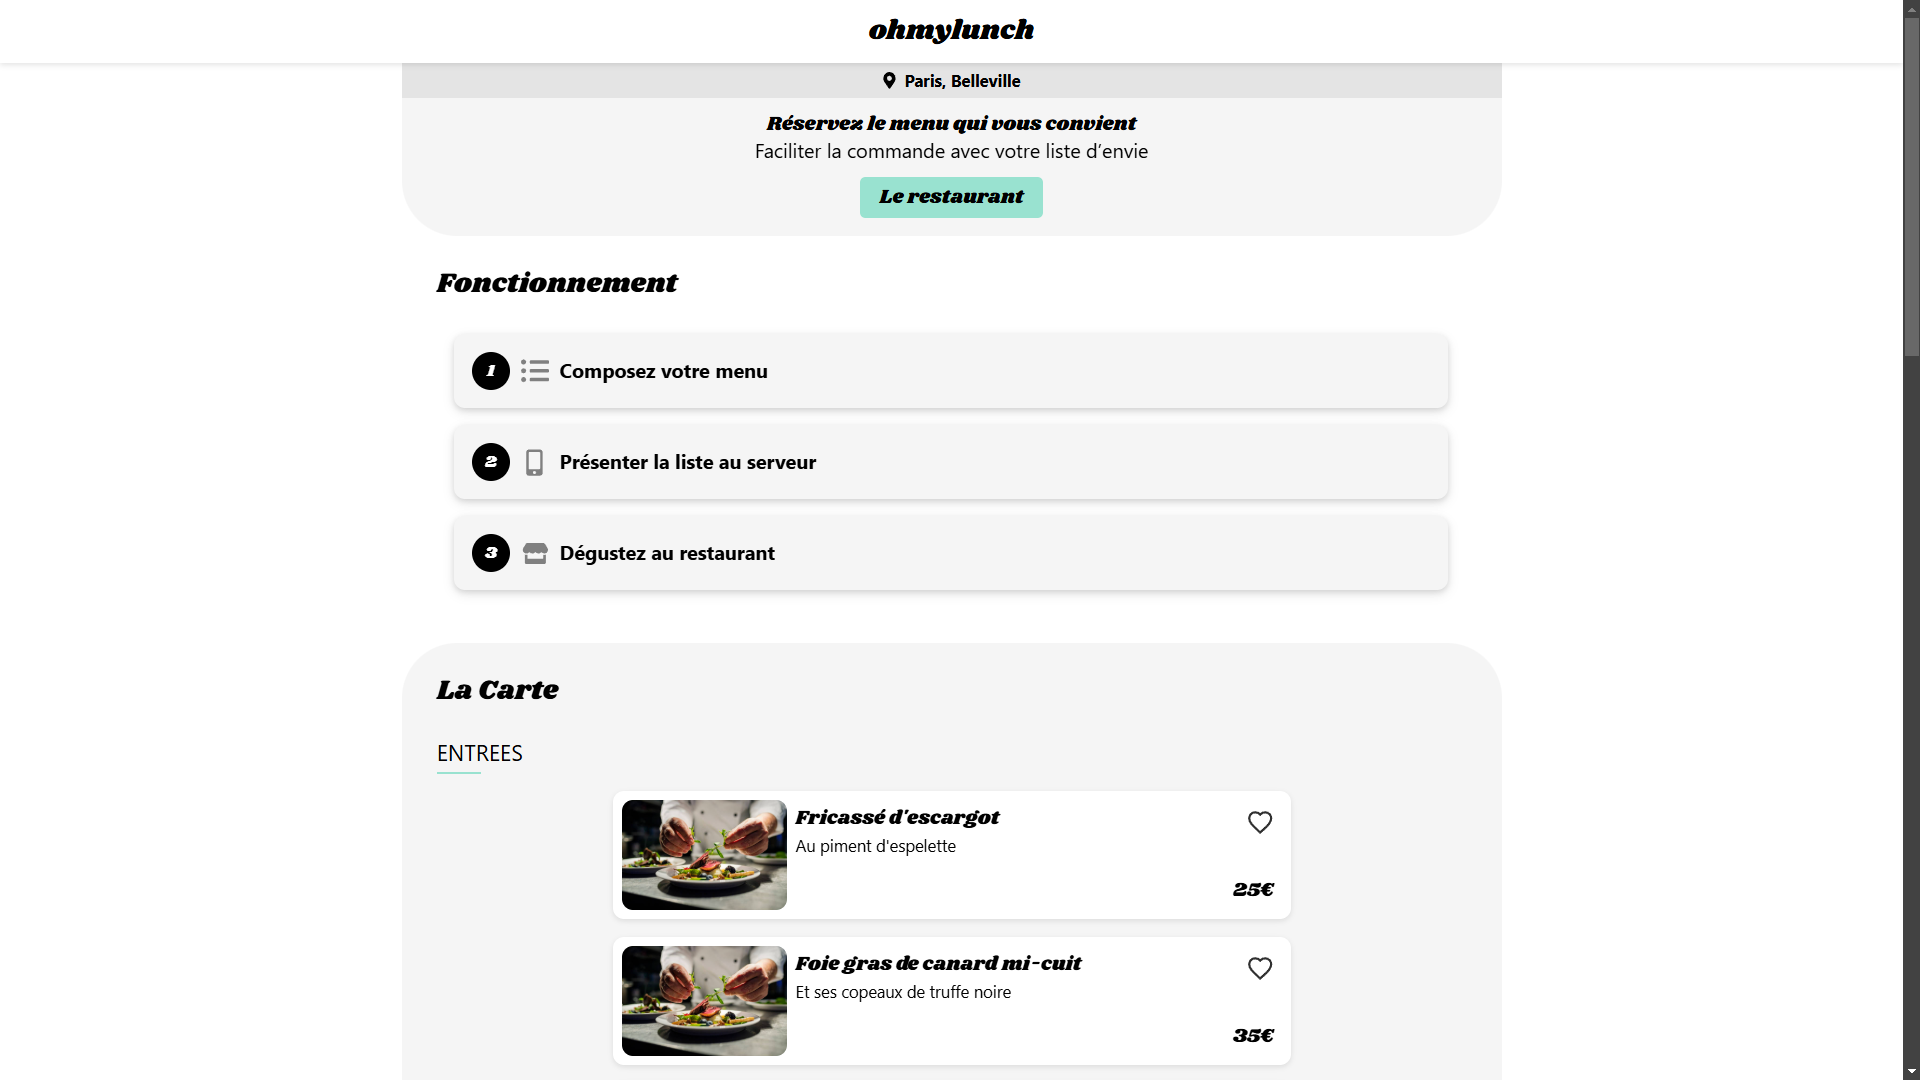 ohmylunch
Paris, Belleville
Réservez le menu qui vous convient
Faciliter la commande avec votre liste d’envie
Le restaurant
Fonctionnement
1 Composez votre menu
2 Présenter la liste au serveur
3 Dégustez au restaurant
La Carte
ENTREES
Fricassé d'escargot
Au piment d'espelette
25€
Foie gras de canard mi-cuit
Et ses copeaux de truffe noire
35€